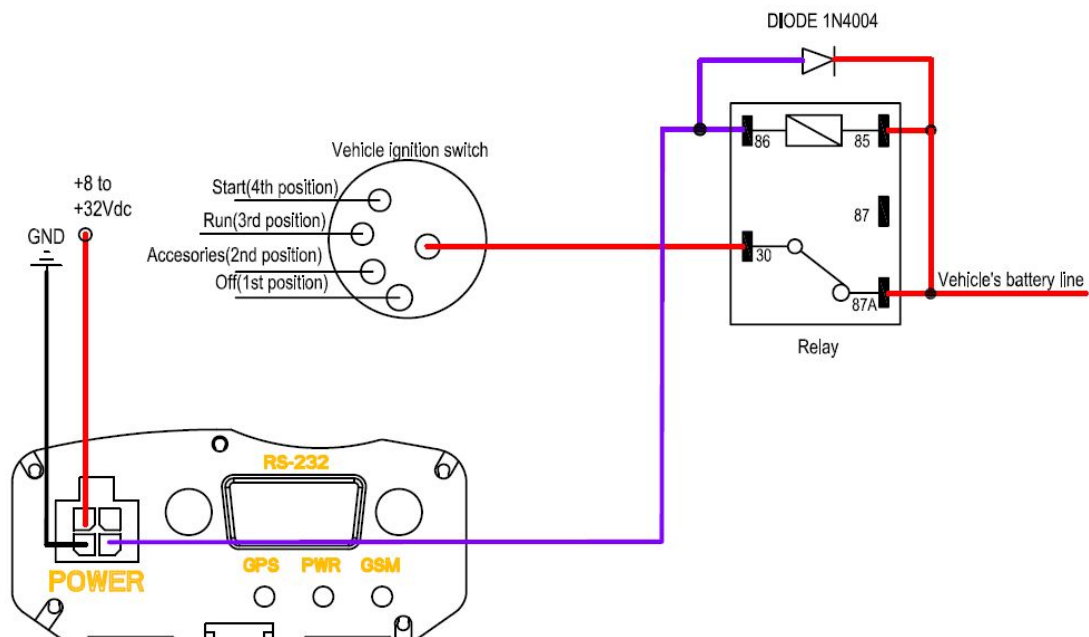 DIODE 1N4004
86
85
Vehicle ignition switch
Start(4th position)
+8 to
+32Vdc
Run(3rd position)
87
GND
30
Accesories(2nd position)
Off(1st position)
Vehicle's battery line
87A
Relay
RS-232
GPS PWR GSM
POWER